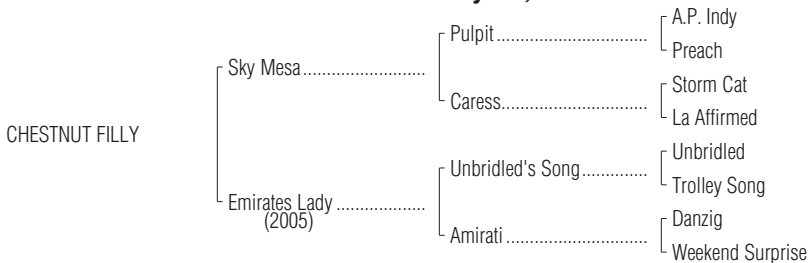 A.P. Indy
Pulpit
Preach
Sky Mesa
Storm Cat
Caress
La Affirmed
CHESTNUT FILLY
Unbridled
Unbridled's Song
Trolley Song
Emirates Lady
(2005)
Danzig
Amirati
Weekend Surprise